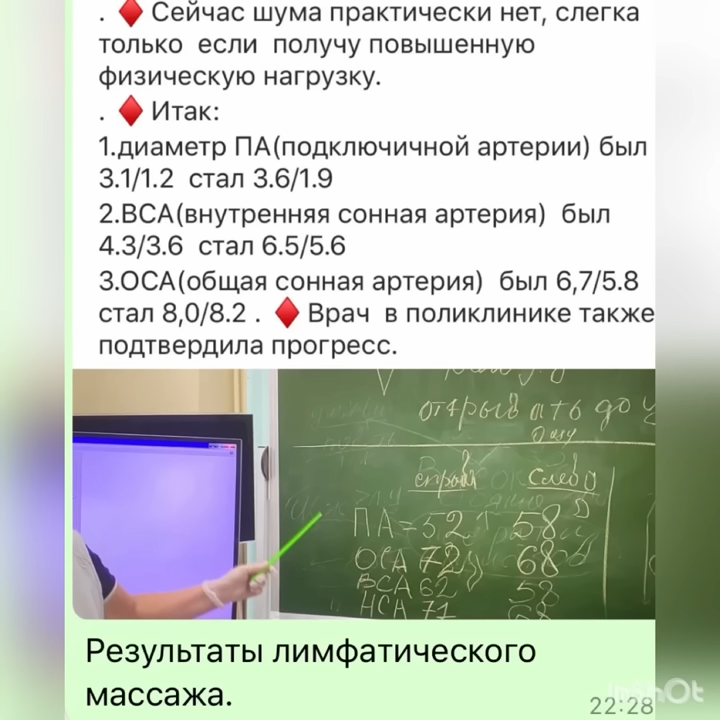 . ♦️ Сейчас шума практически нет, слегка
только если получу повышенную
физическую нагрузку.
. ♦️ Итак:
1.диаметр ПА(подключичной артерии) был
3.1/1.2 стал 3.6/1.9
2.ВСА(внутренняя сонная артерия) был
4.3/3.6 стал 6.5/5.6
3.ОСА(общая сонная артерия) был 6,7/5.8
стал 8,0/8.2 . ♦️ Врач в поликлинике также
подтвердила прогресс.
открывать до
справа слева
ПА = 52 58
ОСА 72 68
ВСА 62 58
НСА 71 68
Результаты лимфатического
массажа.
22:28